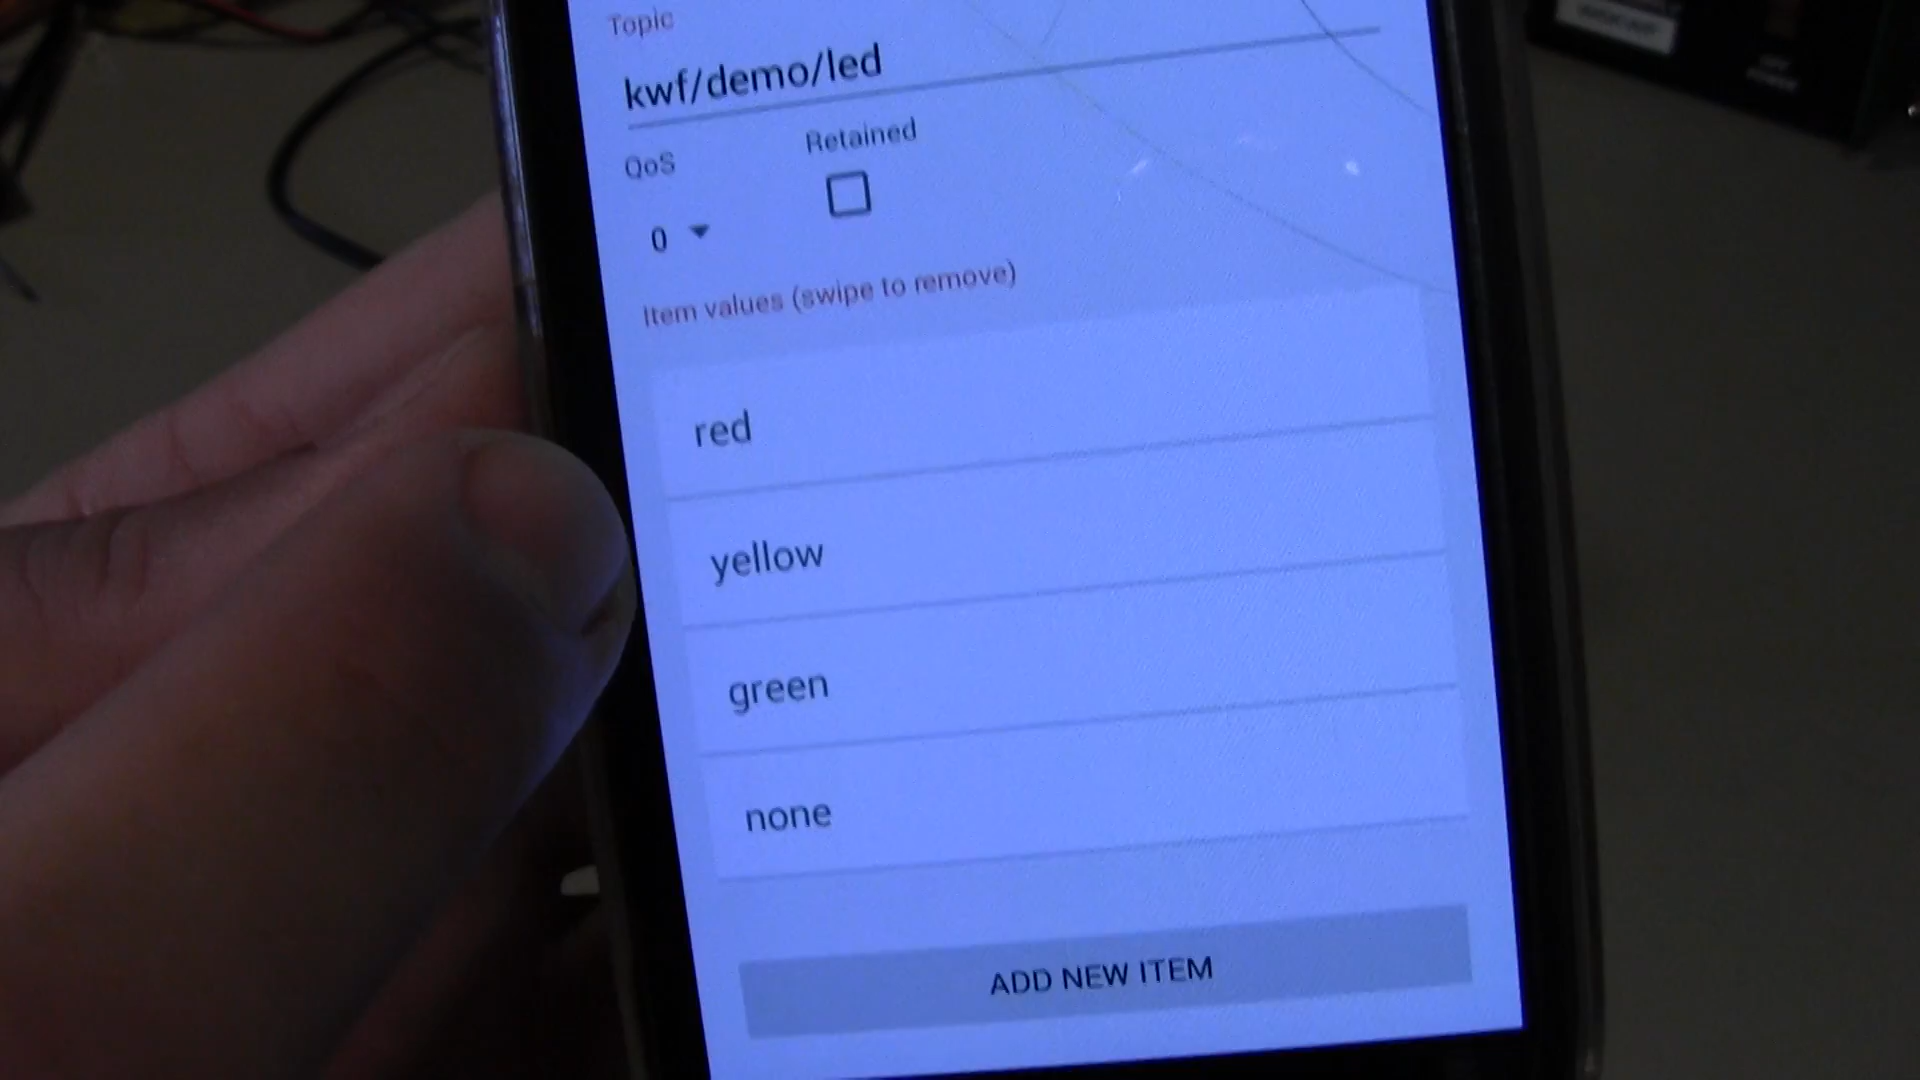 Topic
kwf/demo/led
Retained
QoS
0
Item values (swipe to remove)
red
yellow
green
none
ADD NEW ITEM
POWER